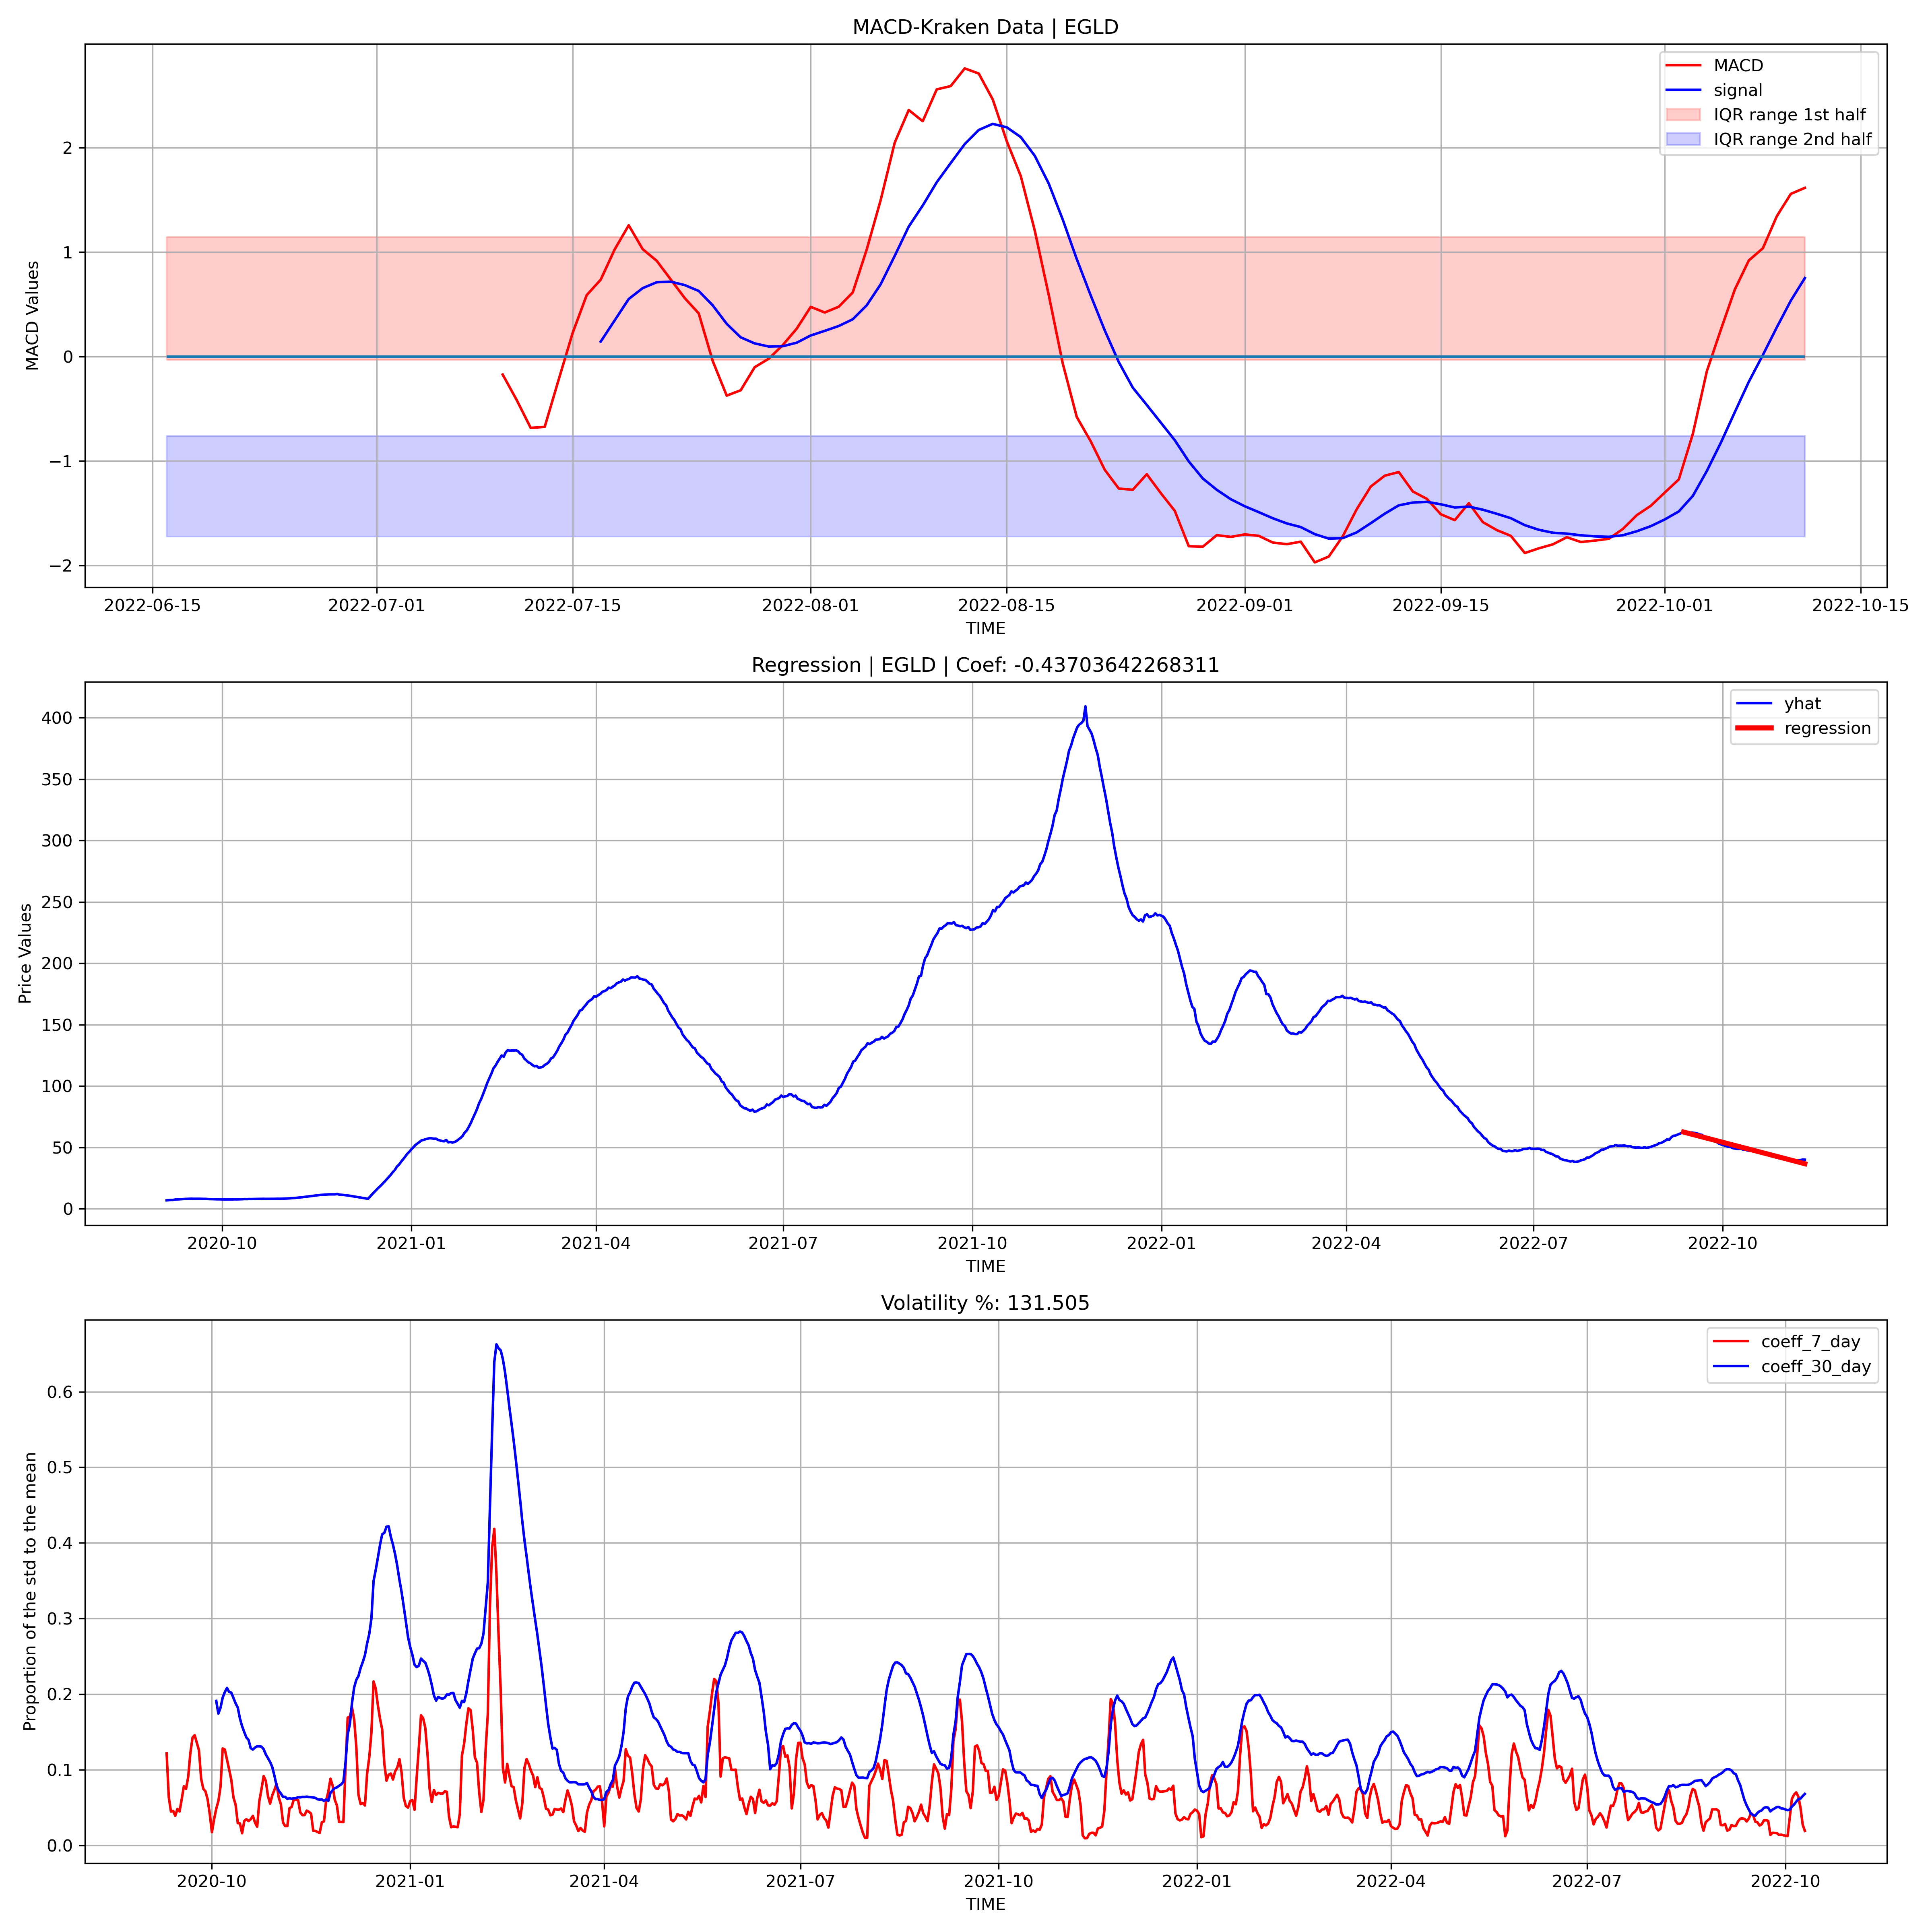 MACD-Kraken Data | EGLD
MACD
signal
IQR range 1st half
IQR range 2nd half
MACD Values
2
1
0
−1
−2
2022-06-15
2022-07-01
2022-07-15
2022-08-01
2022-08-15
2022-09-01
2022-09-15
2022-10-01
2022-10-15
TIME
Regression | EGLD | Coef: -0.43703642268311
yhat
regression
Price Values
400
350
300
250
200
150
100
50
0
2020-10
2021-01
2021-04
2021-07
2021-10
2022-01
2022-04
2022-07
2022-10
TIME
Volatility %: 131.505
coeff_7_day
coeff_30_day
Proportion of the std to the mean
0.6
0.5
0.4
0.3
0.2
0.1
0.0
2020-10
2021-01
2021-04
2021-07
2021-10
2022-01
2022-04
2022-07
2022-10
TIME